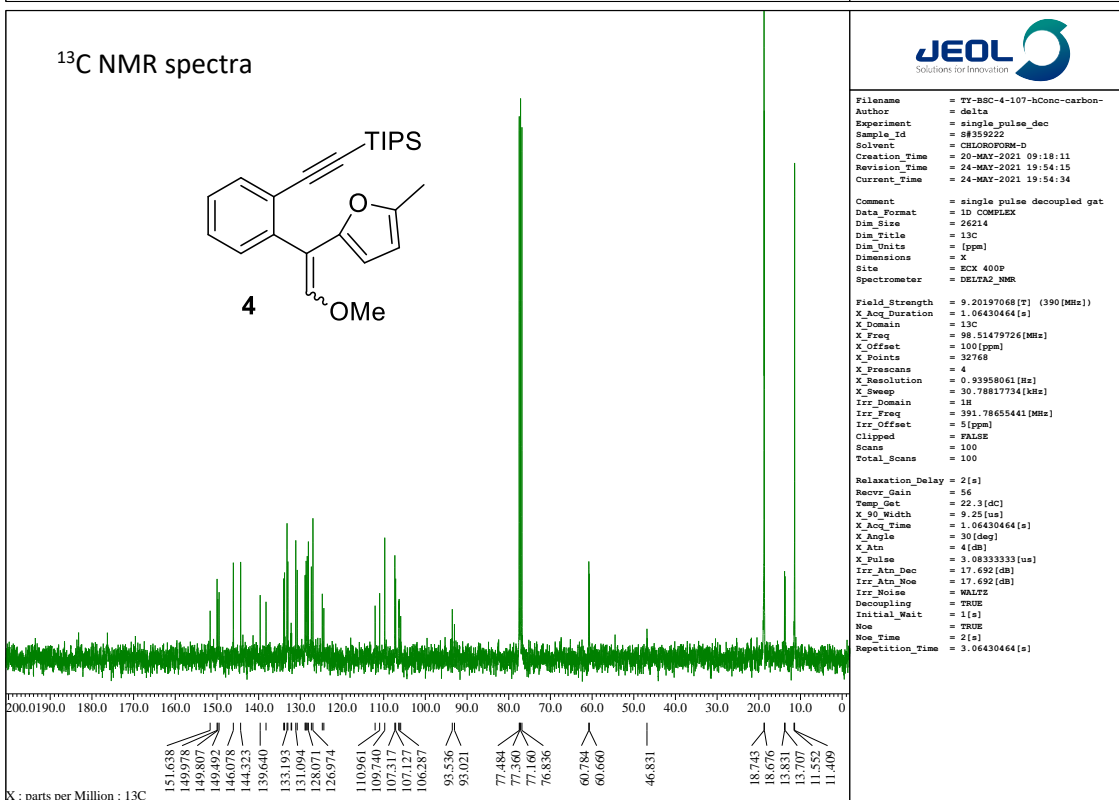 ¹³C NMR spectra
TIPS
O
OMe
4
JEOL
Solutions for Innovation
Filename = TY-BSC-4-107-hConc-carbon-
Author = delta
Experiment = single_pulse_dec
Sample_Id = S#359222
Solvent = CHLOROFORM-D
Creation_Time = 20-MAY-2021 09:18:11
Revision_Time = 24-MAY-2021 19:54:15
Current_Time = 24-MAY-2021 19:54:34
Comment = single pulse decoupled gat
Data_Format = 1D COMPLEX
Dim_Size = 26214
Dim_Title = 13C
Dim_Units = [ppm]
Dimensions = X
Site = ECX 400P
Spectrometer = DELTA2_NMR
Field_Strength = 9.20197068[T] (390[MHz])
X_Acq_Duration = 1.06430464[s]
X_Domain = 13C
X_Freq = 98.51479726[MHz]
X_Offset = 100[ppm]
X_Points = 32768
X_Prescans = 4
X_Resolution = 0.93958061[Hz]
X_Sweep = 30.78817734[kHz]
Irr_Domain = 1H
Irr_Freq = 391.78655441[MHz]
Irr_Offset = 5[ppm]
Clipped = FALSE
Scans = 100
Total_Scans = 100
Relaxation_Delay = 2[s]
Recvr_Gain = 56
Temp_Get = 22.3[dC]
X_90_Width = 9.25[us]
X_Acq_Time = 1.06430464[s]
X_Angle = 30[deg]
X_Atn = 4[dB]
X_Pulse = 3.08333333[us]
Irr_Atn_Dec = 17.692[dB]
Irr_Atn_Noe = 17.692[dB]
Irr_Noise = WALTZ
Decoupling = TRUE
Initial_Wait = 1[s]
Noe = TRUE
Noe_Time = 2[s]
Repetition_Time = 3.06430464[s]
200.0 190.0 180.0 170.0 160.0 150.0 140.0 130.0 120.0 110.0 100.0 90.0 80.0 70.0 60.0 50.0 40.0 30.0 20.0 10.0 0
151.638
149.978
149.807
149.492
146.078
144.323
139.640
133.193
131.094
128.071
126.974
110.961
109.740
107.317
107.127
106.287
93.536
93.021
77.484
77.360
77.160
76.836
60.784
60.660
46.831
18.743
18.676
13.831
13.707
11.552
11.409
X : parts per Million : 13C